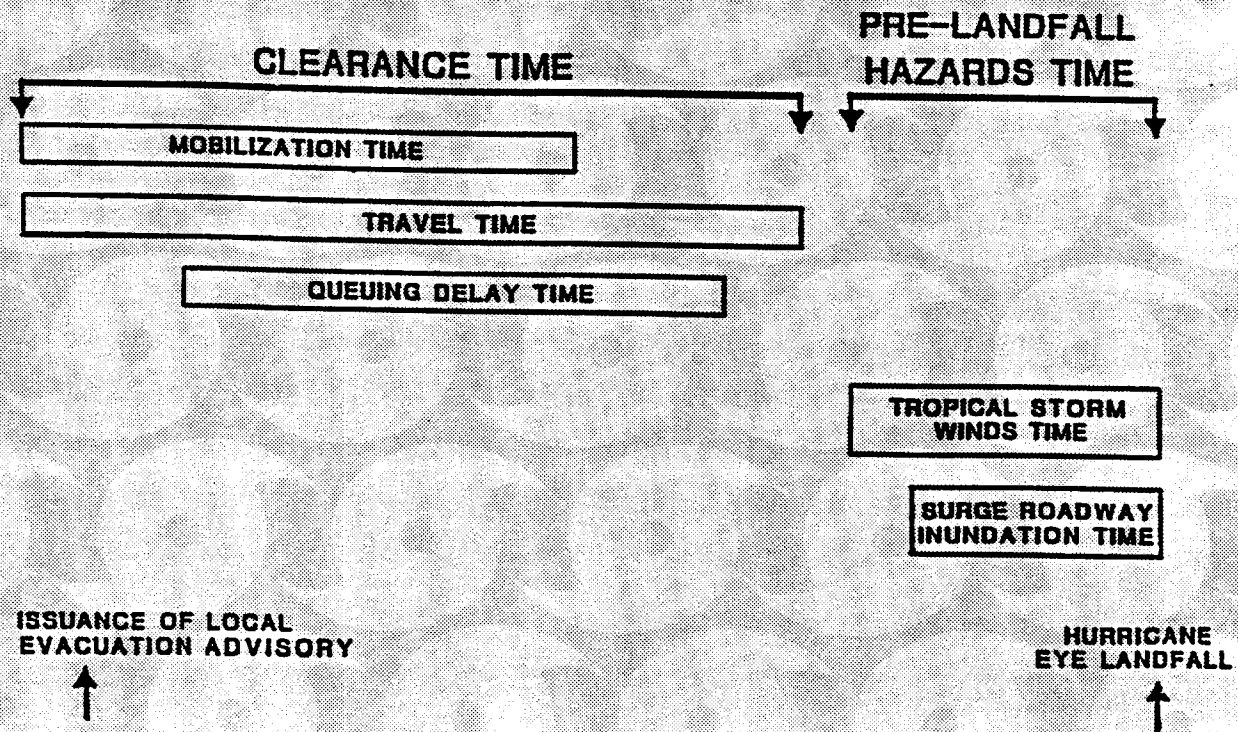 CLEARANCE TIME
PRE-LANDFALL
HAZARDS TIME
MOBILIZATION TIME
TRAVEL TIME
QUEUING DELAY TIME
TROPICAL STORM
WINDS TIME
SURGE ROADWAY
INUNDATION TIME
ISSUANCE OF LOCAL
EVACUATION ADVISORY
HURRICANE
EYE LANDFALL